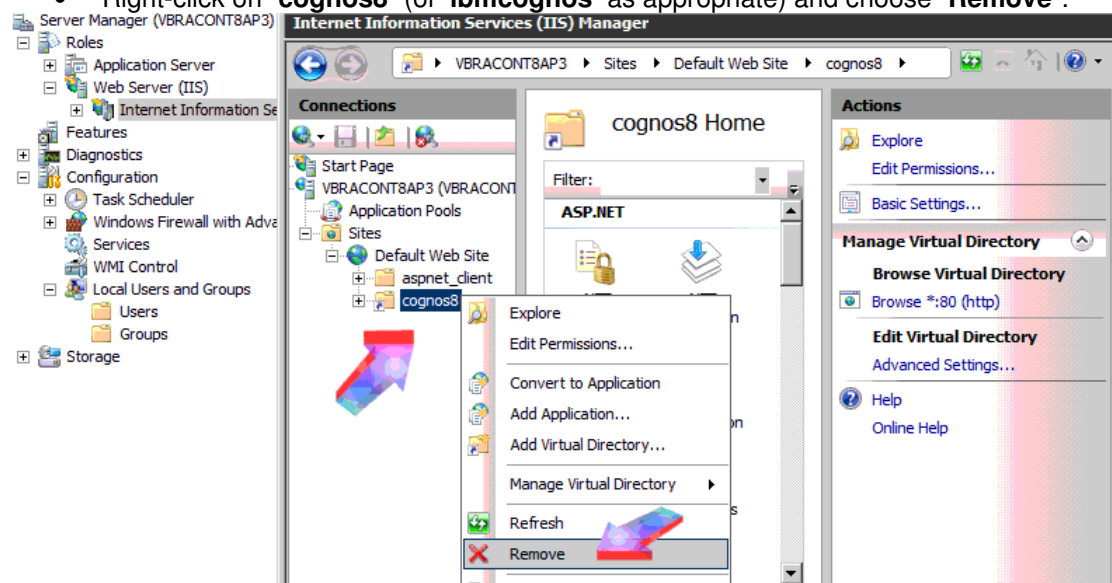 Right-click on "cognos8" (or "ibmcognos" as appropriate) and choose "Remove".
Server Manager (VBRACONT8AP3)
Roles
Application Server
Web Server (IIS)
Internet Information Se
Features
Diagnostics
Configuration
Task Scheduler
Windows Firewall with Adva
Services
WMI Control
Local Users and Groups
Users
Groups
Storage
Internet Information Services (IIS) Manager
VBRACONT8AP3 Sites Default Web Site cognos8
Connections
Start Page
VBRACONT8AP3 (VBRACONT
Application Pools
Sites
Default Web Site
aspnet_client
cognos8
cognos8 Home
Filter:
ASP.NET
Explore
Edit Permissions...
Convert to Application
Add Application...
Add Virtual Directory...
Manage Virtual Directory
Refresh
Remove
Actions
Explore
Edit Permissions...
Basic Settings...
Manage Virtual Directory
Browse Virtual Directory
Browse *:80 (http)
Edit Virtual Directory
Advanced Settings...
Help
Online Help